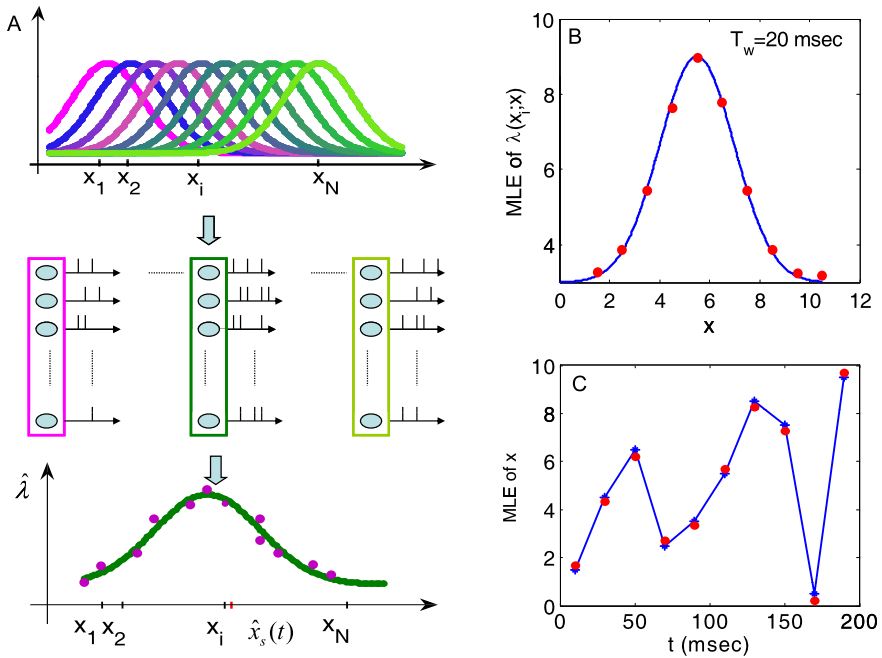 A
x1 x2 xi xN
λ̂
x1 x2 xi x̂s(t) xN
B
Tw=20 msec
MLE of λ(xi;x)
10
8
6
4
0 2 4 6 8 10 12
x
C
MLE of x
10
8
6
4
2
0
0 50 100 150 200
t (msec)